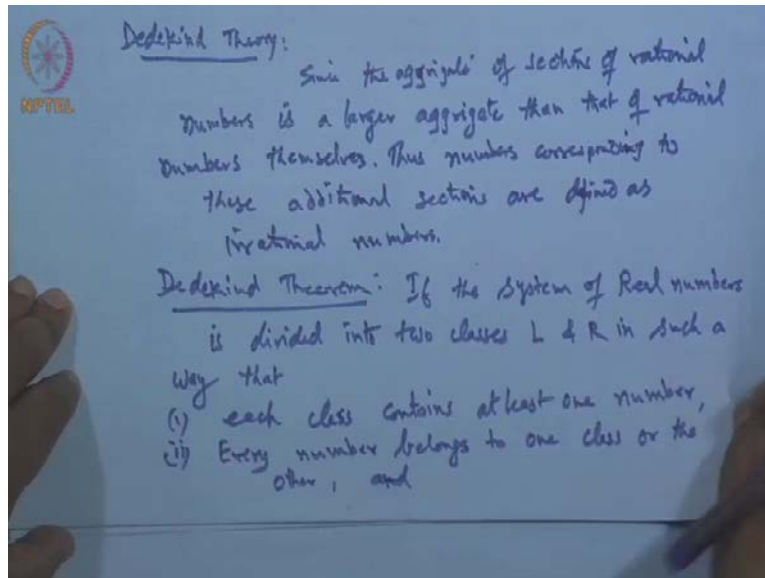 NPTEL
Dedekind Theory:
Since the aggrigate of sections of rational
numbers is a larger aggrigate than that of rational
numbers themselves. Thus numbers corresponding to
these additional sections are defined as
irrational numbers.
Dedekind Theorem: If the system of Real numbers
is divided into two classes L & R in such a
way that
(i) each class contains at least one number,
(ii) Every number belongs to one class or the
other, and